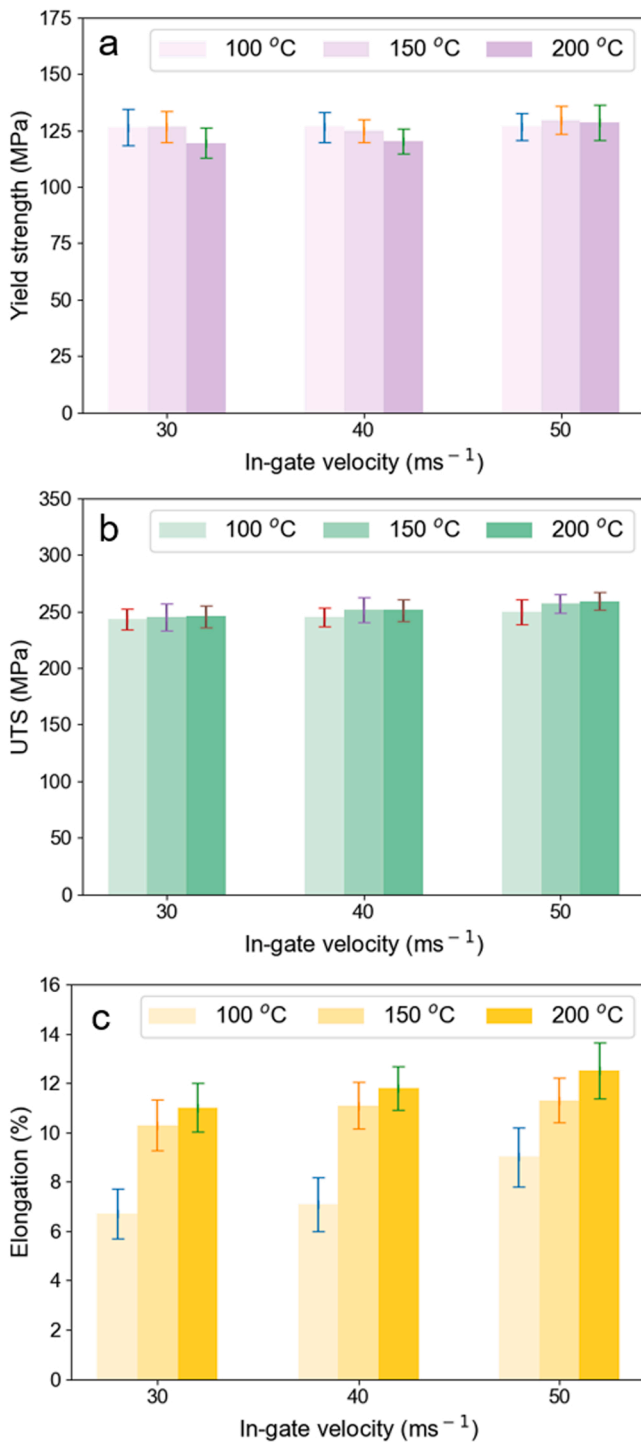 a
100 °C 150 °C 200 °C
175
150
125
100
75
50
25
0
Yield strength (MPa)
30 40 50
In-gate velocity (ms⁻¹)
b
100 °C 150 °C 200 °C
350
300
250
200
150
100
50
0
UTS (MPa)
30 40 50
In-gate velocity (ms⁻¹)
c
100 °C 150 °C 200 °C
16
14
12
10
8
6
4
2
0
Elongation (%)
30 40 50
In-gate velocity (ms⁻¹)